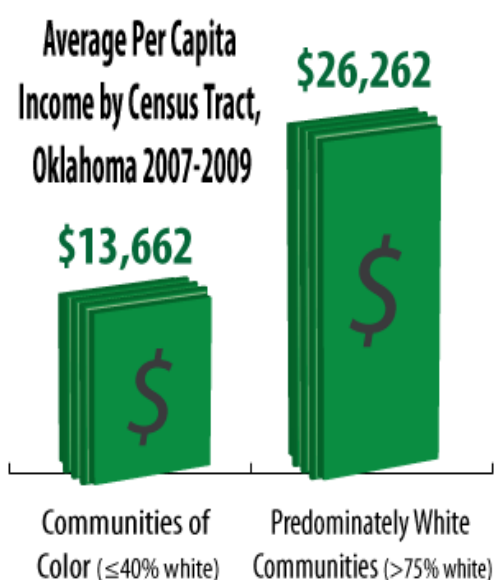 Average Per Capita
Income by Census Tract,
Oklahoma 2007-2009
$26,262
$13,662
$
$
Communities of
Color (≤40% white)
Predominately White
Communities (>75% white)